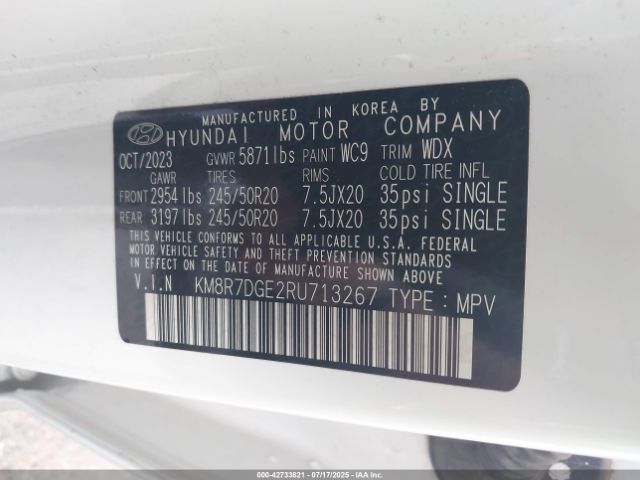 MANUFACTURED IN KOREA BY
HYUNDAI MOTOR COMPANY
OCT/2023 GVWR 5871lbs PAINT WC9 TRIM WDX
GAWR TIRES RIMS COLD TIRE INFL
FRONT 2954lbs 245/50R20 7.5JX20 35psi SINGLE
REAR 3197lbs 245/50R20 7.5JX20 35psi SINGLE
THIS VEHICLE CONFORMS TO ALL APPLICABLE U.S.A. FEDERAL
MOTOR VEHICLE SAFETY AND THEFT PREVENTION STANDARDS
IN EFFECT ON THE DATE OF MANUFACTURE SHOWN ABOVE.
V.I.N KM8R7DGE2RU713267 TYPE : MPV
000-42733821 - 07/17/2025 - IAA Inc.